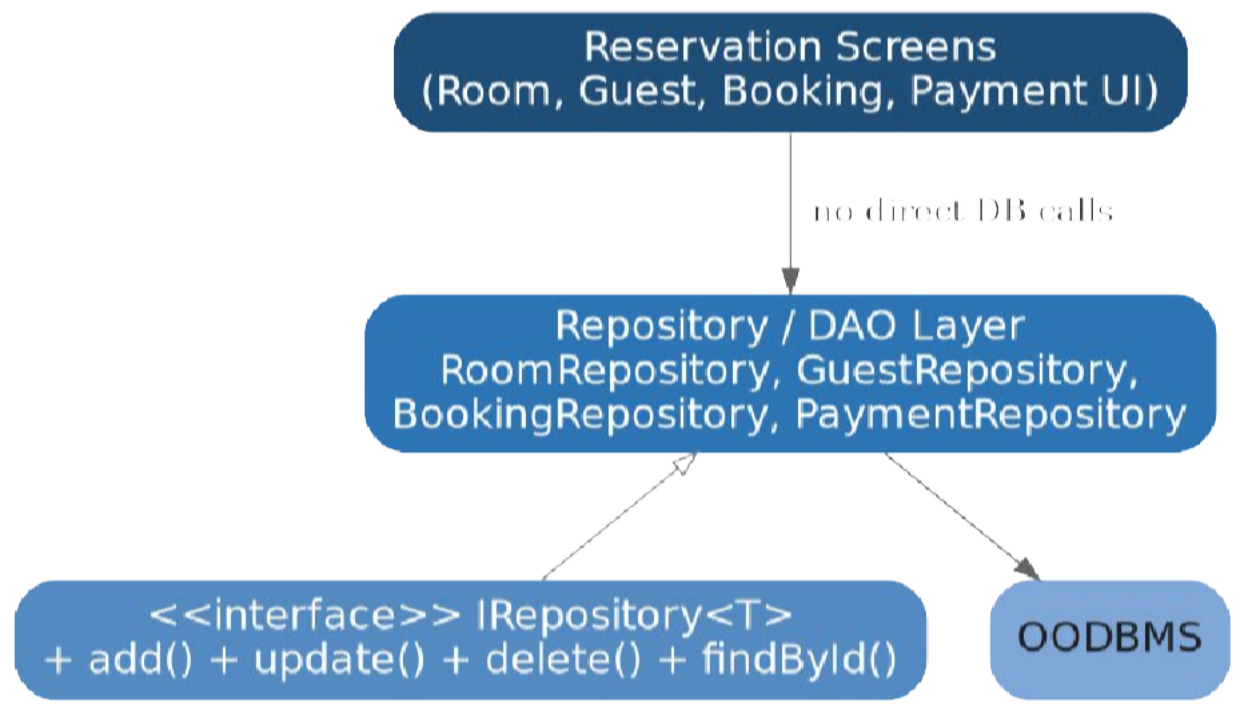 Reservation Screens
(Room, Guest, Booking, Payment UI)
no direct DB calls
Repository / DAO Layer
RoomRepository, GuestRepository,
BookingRepository, PaymentRepository
<<interface>> IRepository<T>
+ add() + update() + delete() + findById()
OODBMS